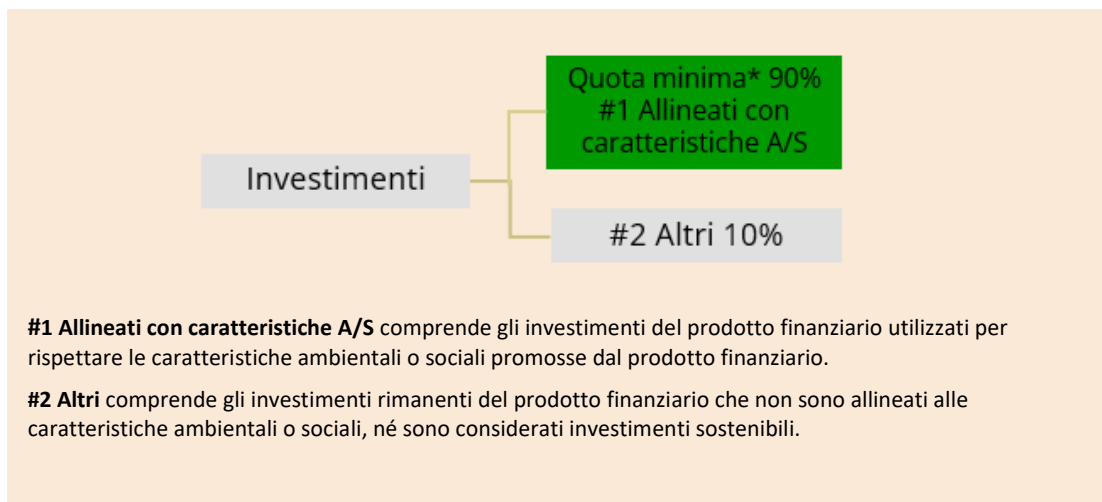 Quota minima* 90%
#1 Allineati con
caratteristiche A/S
Investimenti
#2 Altri 10%
#1 Allineati con caratteristiche A/S comprende gli investimenti del prodotto finanziario utilizzati per
rispettare le caratteristiche ambientali o sociali promosse dal prodotto finanziario.
#2 Altri comprende gli investimenti rimanenti del prodotto finanziario che non sono allineati alle
caratteristiche ambientali o sociali, né sono considerati investimenti sostenibili.